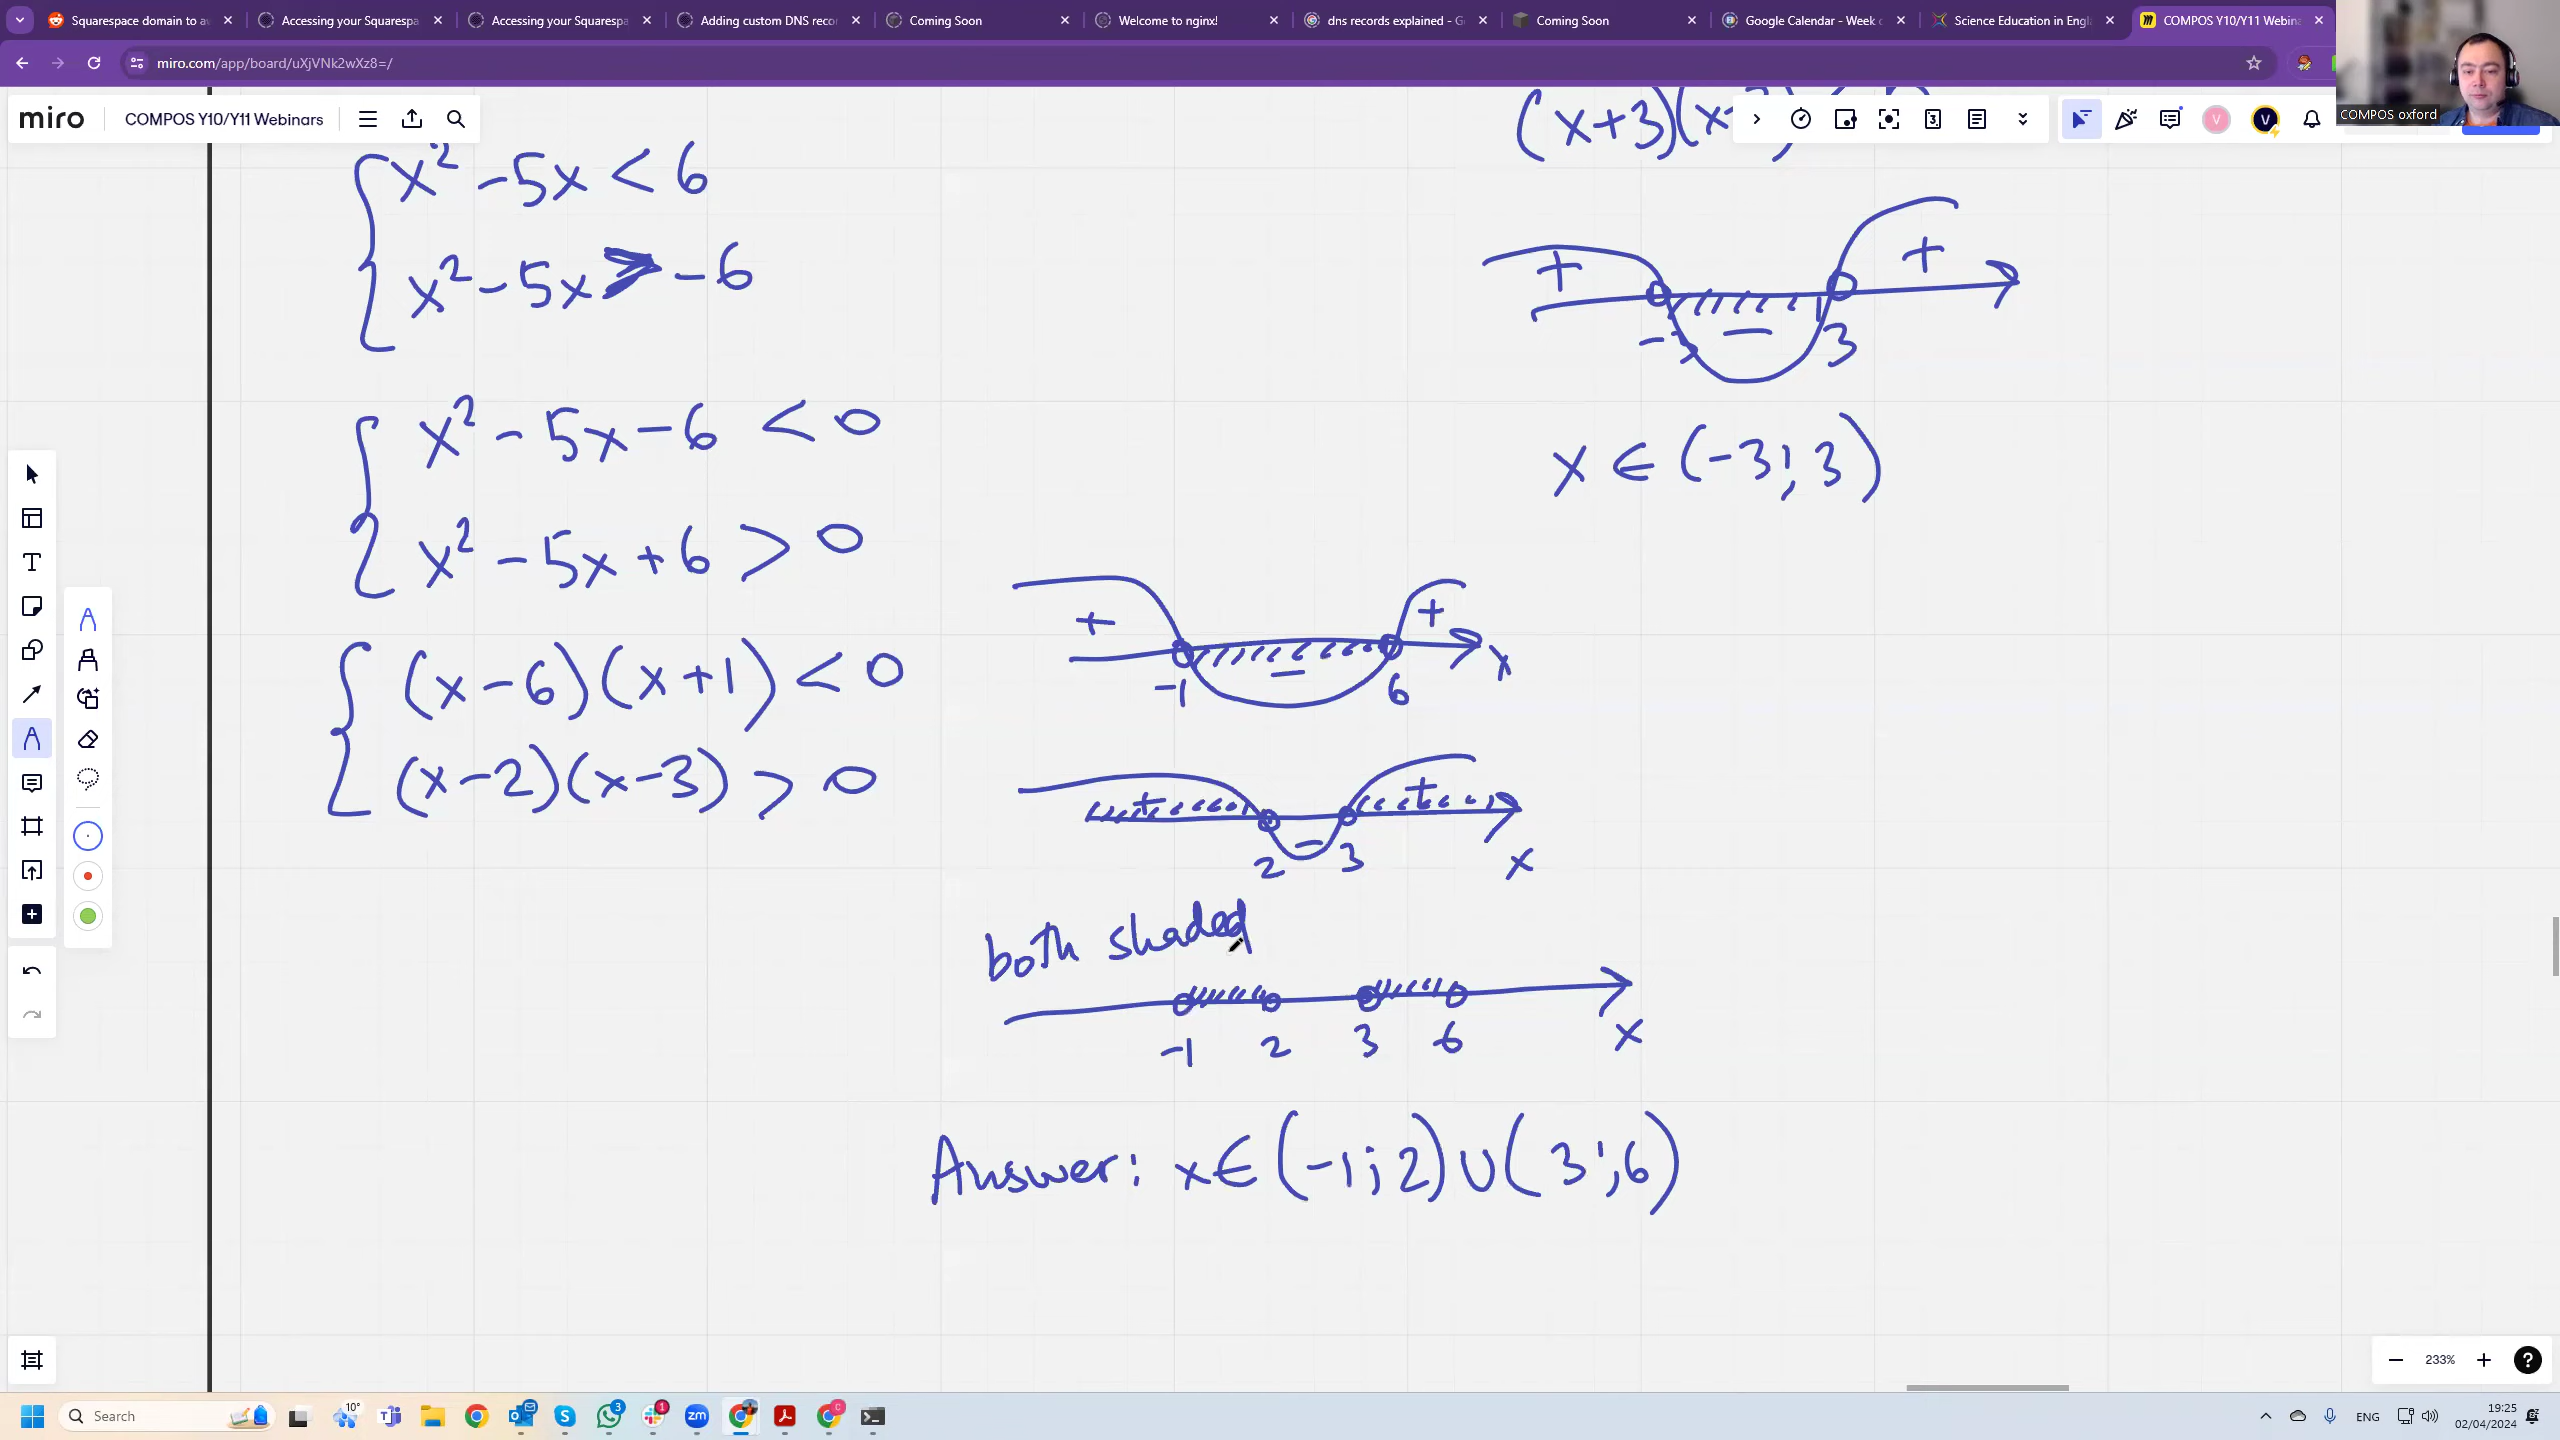 Squarespace domain to a
Accessing your Squarespa
Accessing your Squarespa
Adding custom DNS recor
Coming Soon
Welcome to nginx!
dns records explained - G
Coming Soon
Google Calendar - Week
Science Education in Engl
COMPOS Y10/Y11 Webina
miro.com/app/board/uXjVNk2wXz8=/
miro
COMPOS Y10/Y11 Webinars
COMPOS oxford
V
V
(x+3)(x-
x² - 5x < 6
x² - 5x > -6
+
+
−
3
x ∈ (-3; 3)
x² - 5x - 6 < 0
x² - 5x + 6 > 0
+
+
−
-1
6
x
(x-6)(x+1) < 0
(x-2)(x-3) > 0
+
+
−
2
3
x
both shaded
-1 2 3 6 x
Answer: x∈(-1; 2)∪(3; 6)
233%
Search
10°
3
1
ENG
19:25
02/04/2024